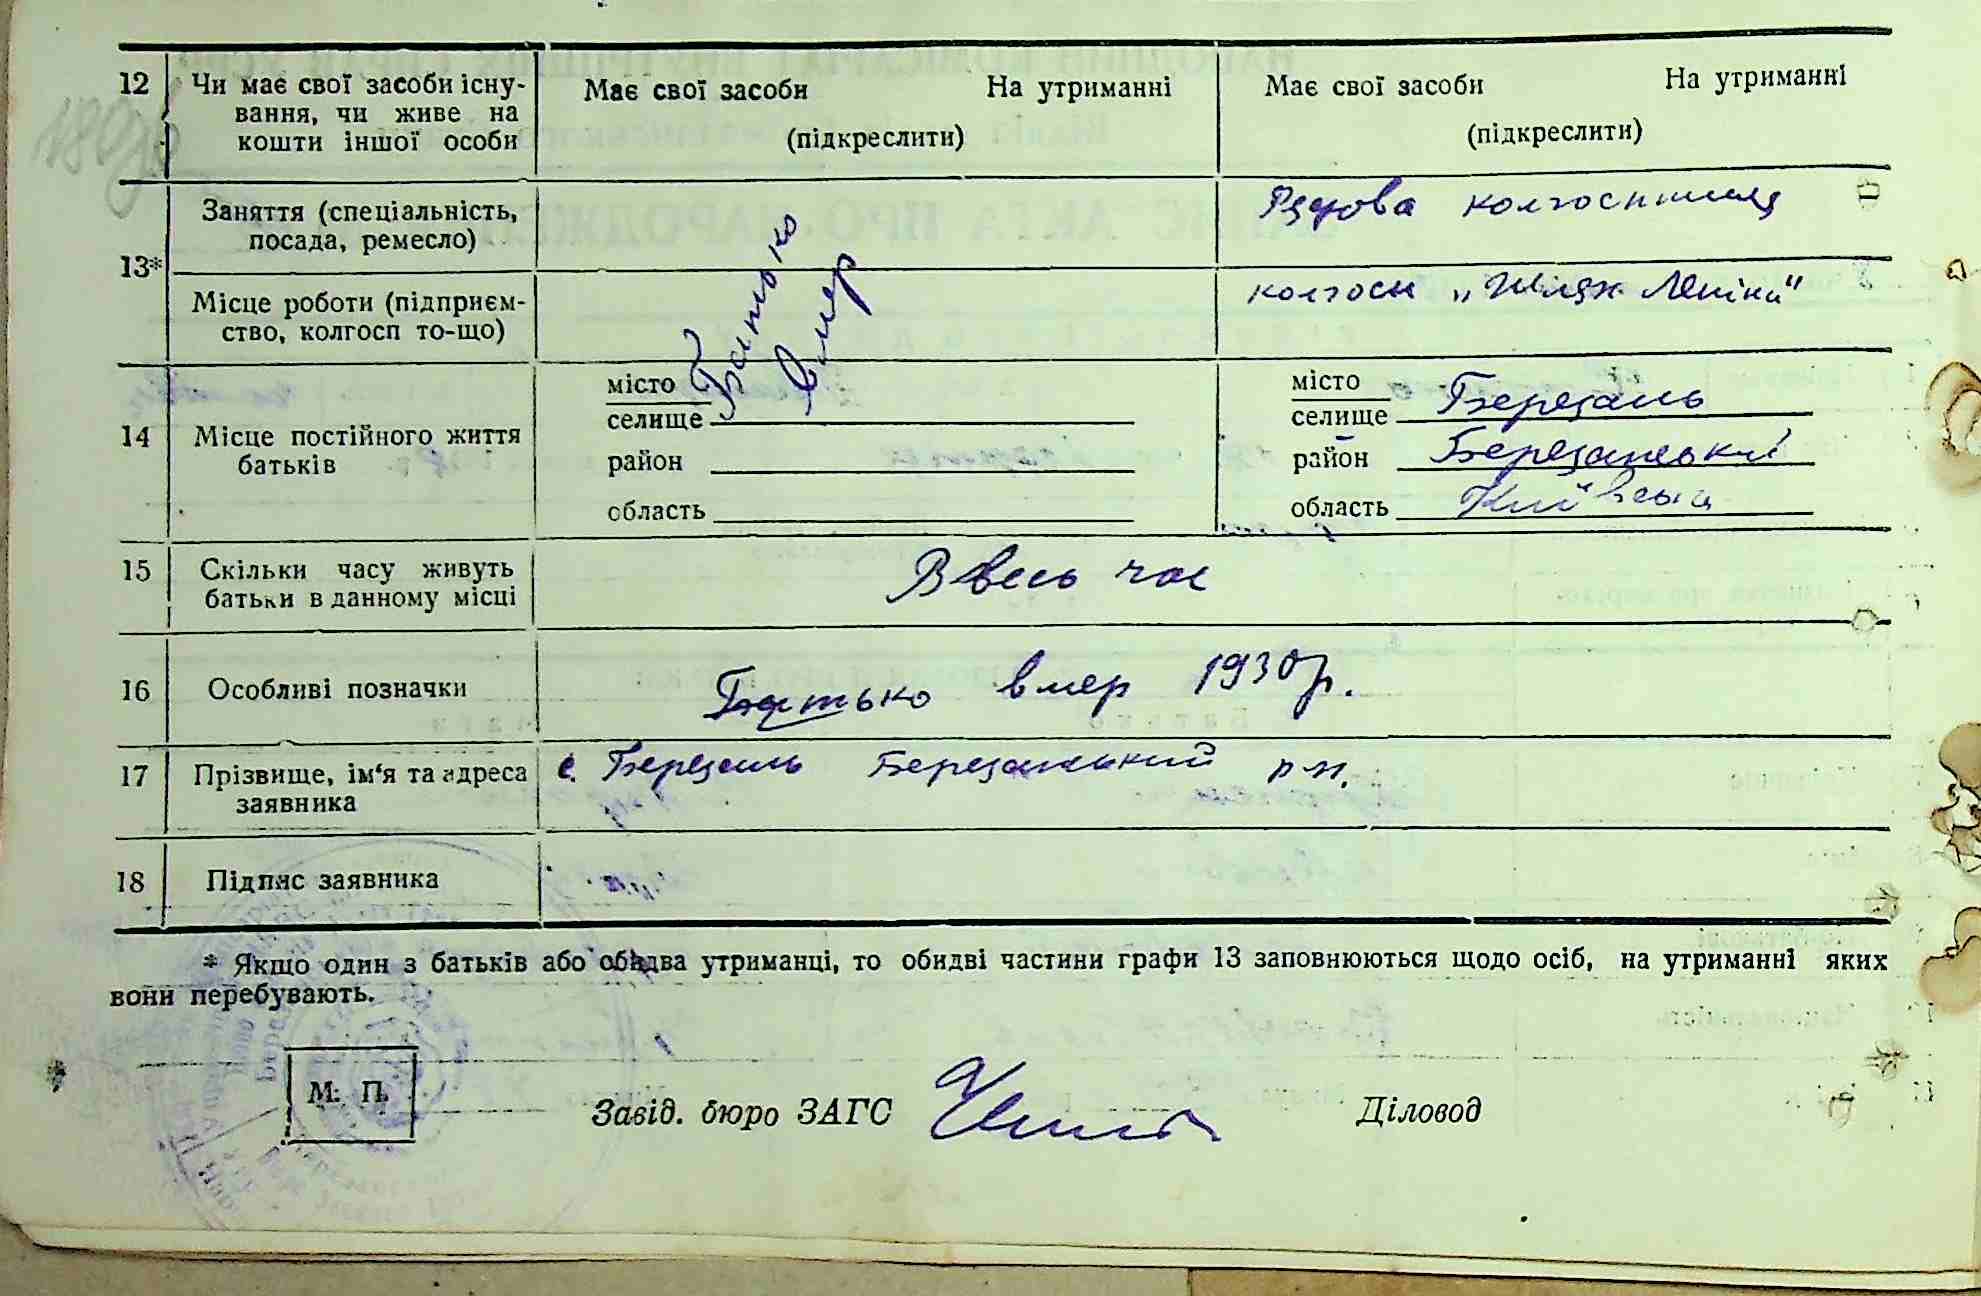 12 Чи має свої засоби існу-
вання, чи живе на
кошти іншої особи
Має свої засоби На утриманні
(підкреслити)
Має свої засоби На утриманні
(підкреслити)
13*
Заняття (спеціальність,
посада, ремесло)
Батько
вмер
Рядова колгоспниця
Місце роботи (підприєм-
ство, колгосп то-що)
колгосп „Шлях Леніна"
14 Місце постійного життя
батьків
місто
селище
район
область
місто
селище Березань
район Березанський
область Київська
15 Скільки часу живуть
батьки в данному місці
Ввесь час
16 Особливі позначки
Батько вмер 1930 р.
17 Прізвище, ім'я та адреса
заявника
с. Березань Березанський р-н.
18 Підпис заявника
* Якщо один з батьків або обидва утриманці, то обидві частини графи 13 заповнюються щодо осіб, на утриманні яких
вони перебувають.
М. П.
Завід. бюро ЗАГС
Діловод